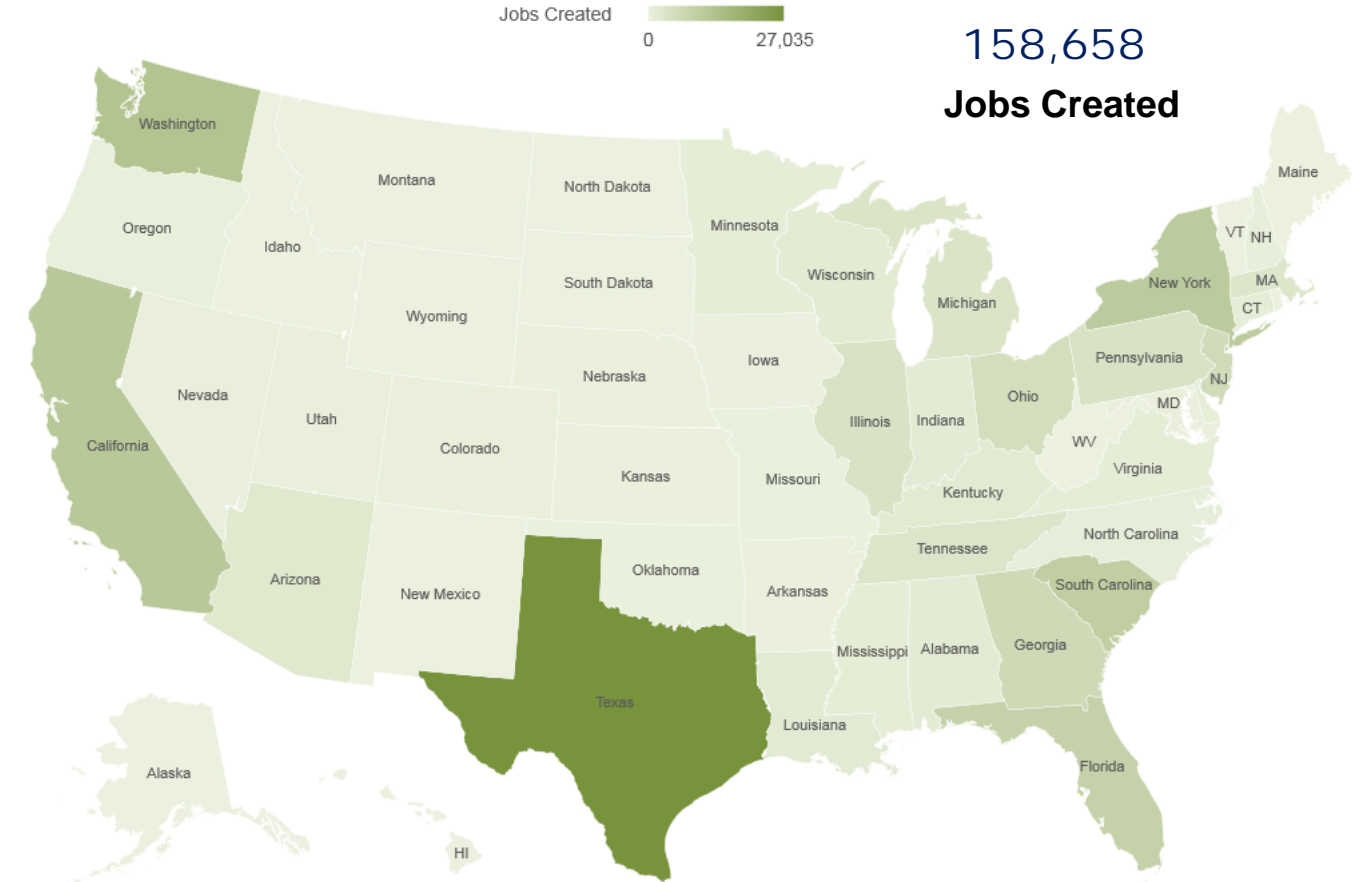 Jobs Created
0 27,035
158,658
Jobs Created
Washington
Montana
North Dakota
Maine
Oregon
Idaho
Minnesota
VT
NH
South Dakota
Wisconsin
Michigan
New York
MA
CT
Wyoming
Iowa
Pennsylvania
Nebraska
NJ
Nevada
Ohio
MD
Utah
Illinois
Indiana
California
Colorado
WV
Kansas
Missouri
Virginia
Kentucky
North Carolina
Tennessee
Arizona
Oklahoma
South Carolina
New Mexico
Arkansas
Mississippi
Alabama
Georgia
Texas
Louisiana
Florida
Alaska
HI